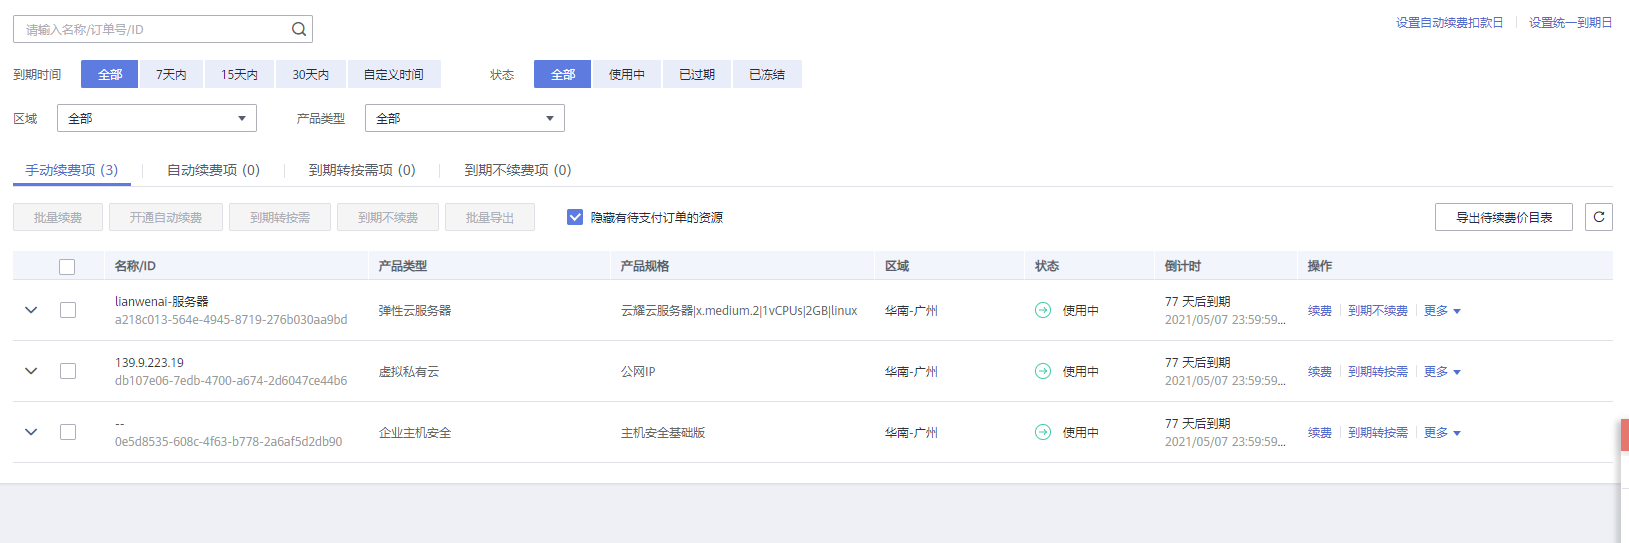 请输入名称/订单号/ID
设置自动续费扣款日 设置统一到期日
到期时间 全部 7天内 15天内 30天内 自定义时间 状态 全部 使用中 已过期 已冻结
区域 全部 产品类型 全部
手动续费项 (3) 自动续费项 (0) 到期转按需项 (0) 到期不续费项 (0)
批量续费 开通自动续费 到期转按需 到期不续费 批量导出 隐藏有待支付订单的资源 导出待续费价目表
名称/ID 产品类型 产品规格 区域 状态 倒计时 操作
lianwenai-服务器 弹性云服务器 云耀云服务器|x.medium.2|1vCPUs|2GB|linux 华南-广州 使用中 77 天后到期 续费 到期不续费 更多
a218c013-564e-4945-8719-276b030aa9bd 2021/05/07 23:59:59...
139.9.223.19 虚拟私有云 公网IP 华南-广州 使用中 77 天后到期 续费 到期转按需 更多
db107e06-7edb-4700-a674-2d6047ce44b6 2021/05/07 23:59:59...
-- 企业主机安全 主机安全基础版 华南-广州 使用中 77 天后到期 续费 到期转按需 更多
0e5d8535-608c-4f63-b778-2a6af5d2db90 2021/05/07 23:59:59...